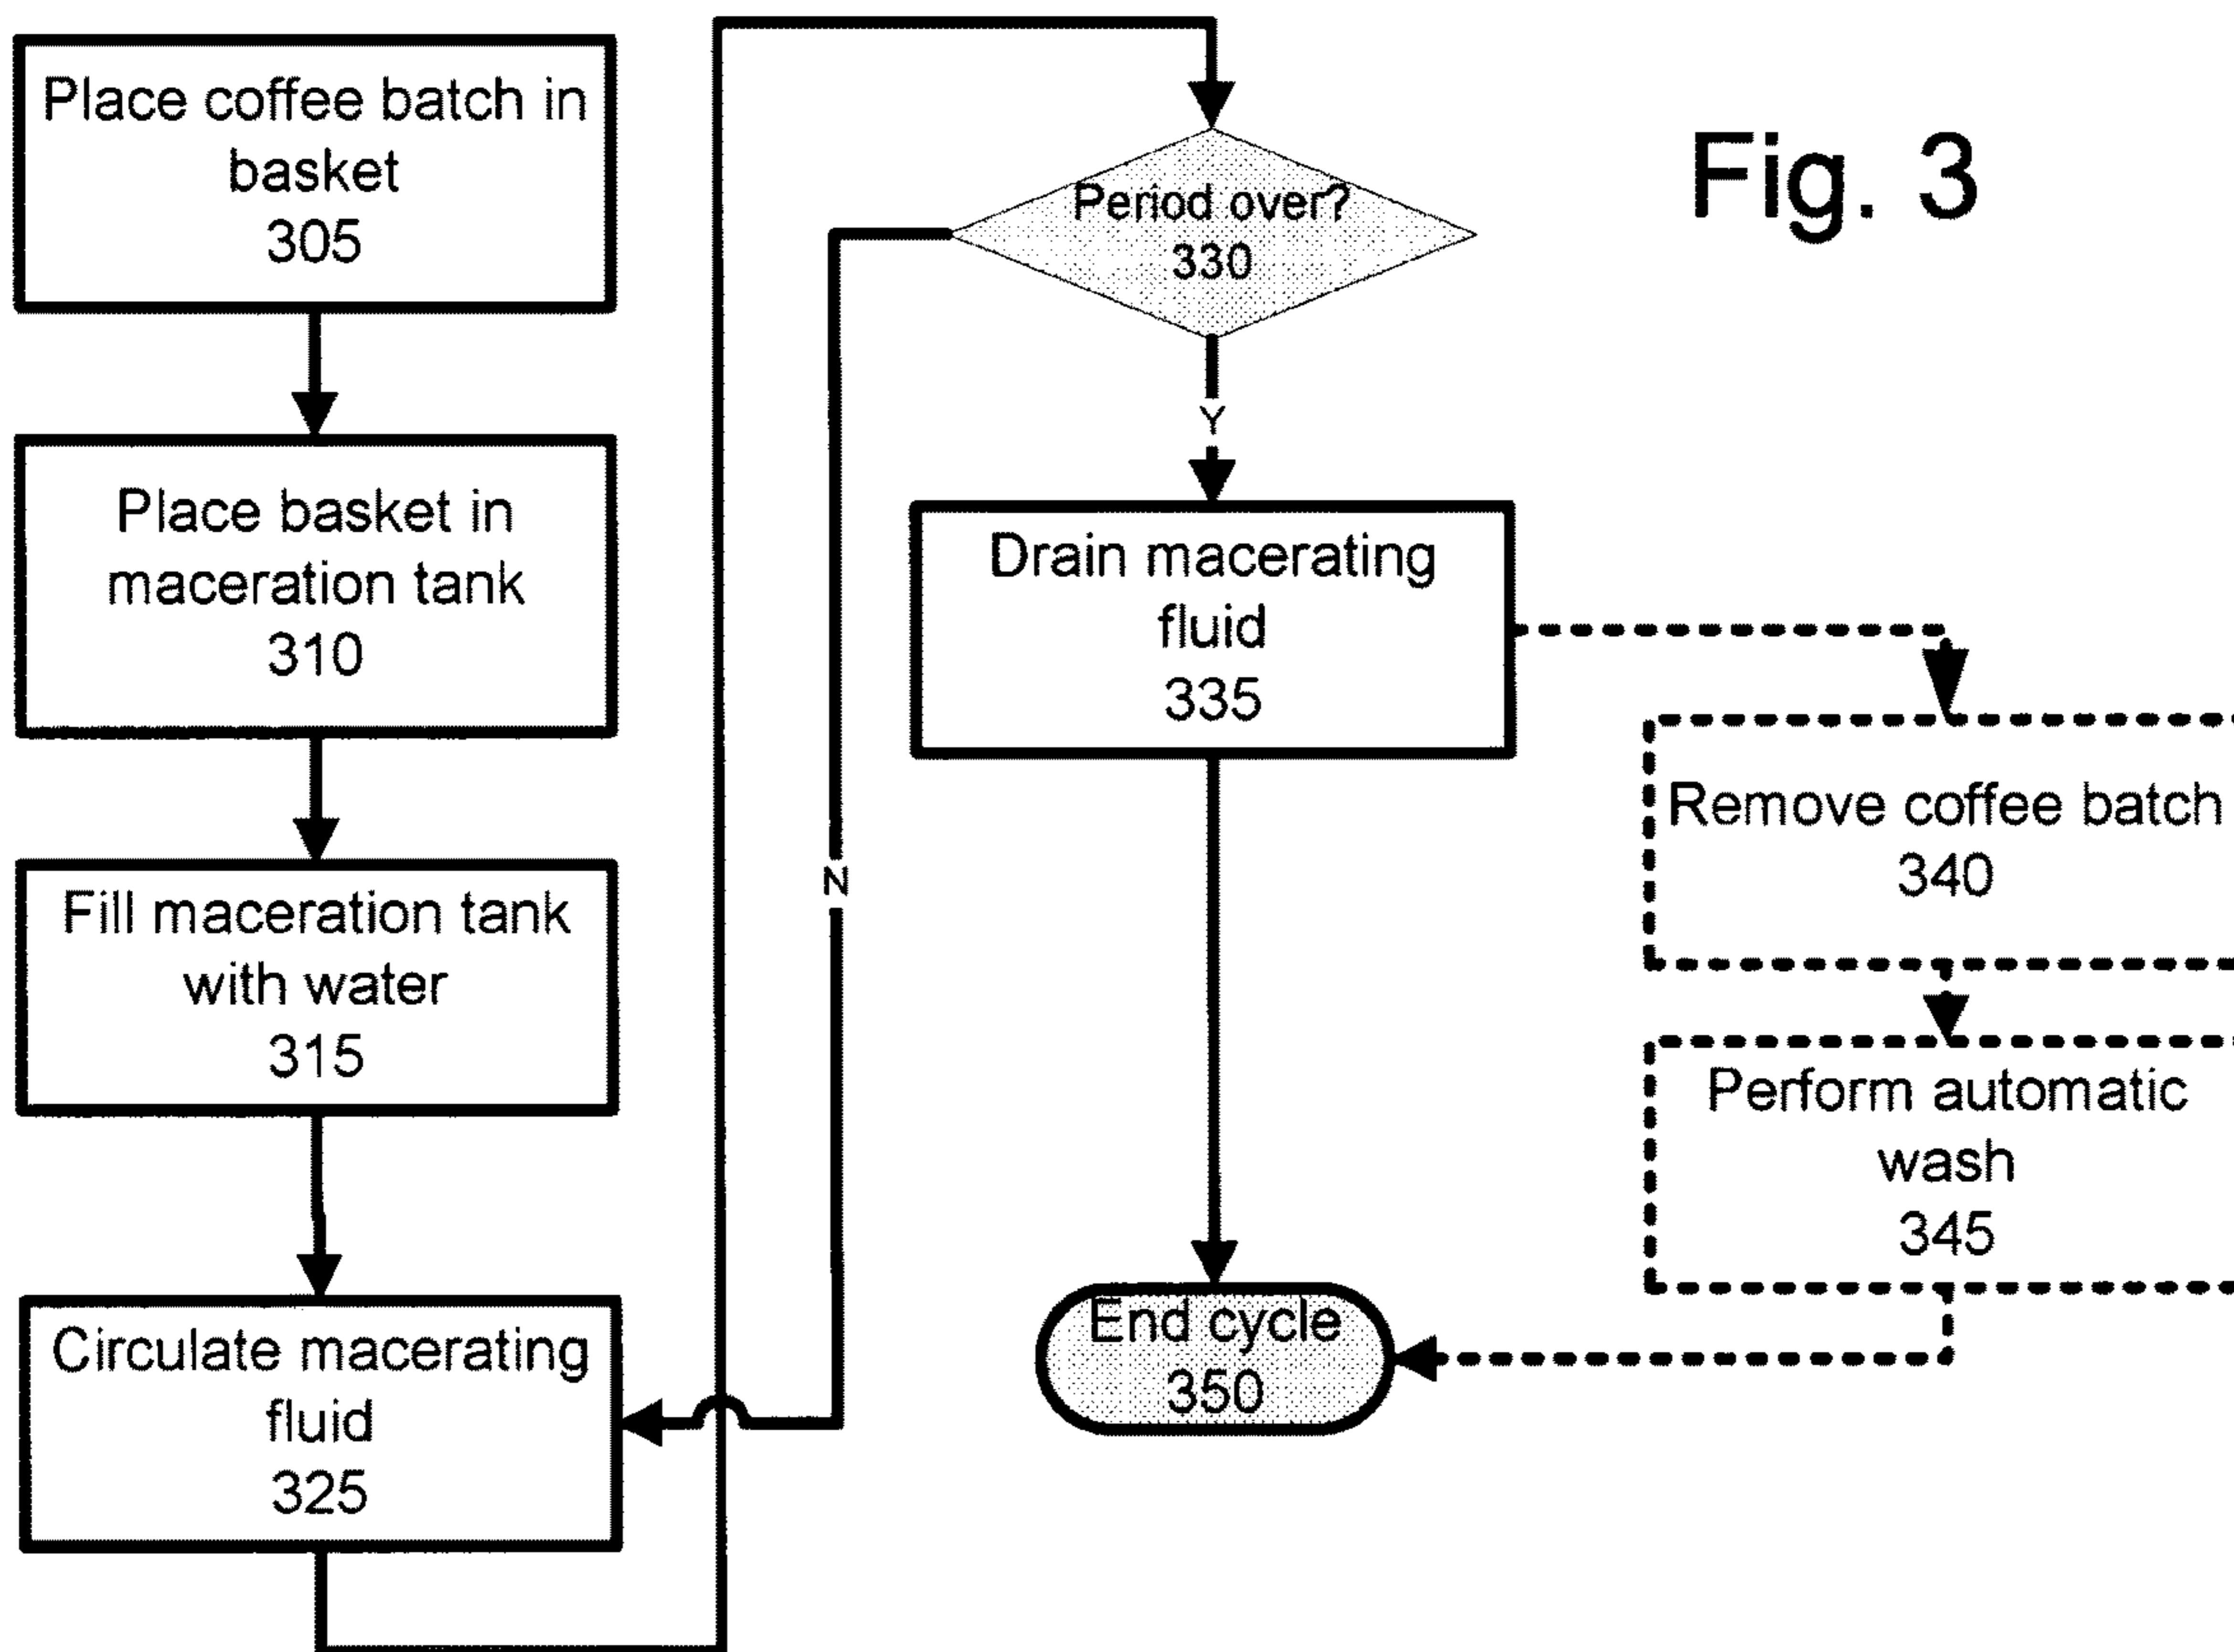 Place coffee batch in
basket
305
Place basket in
maceration tank
310
Fill maceration tank
with water
315
Circulate macerating
fluid
325
Period over?
330
Y
N
Drain macerating
fluid
335
Remove coffee batch
340
Perform automatic
wash
345
End cycle
350
Fig. 3